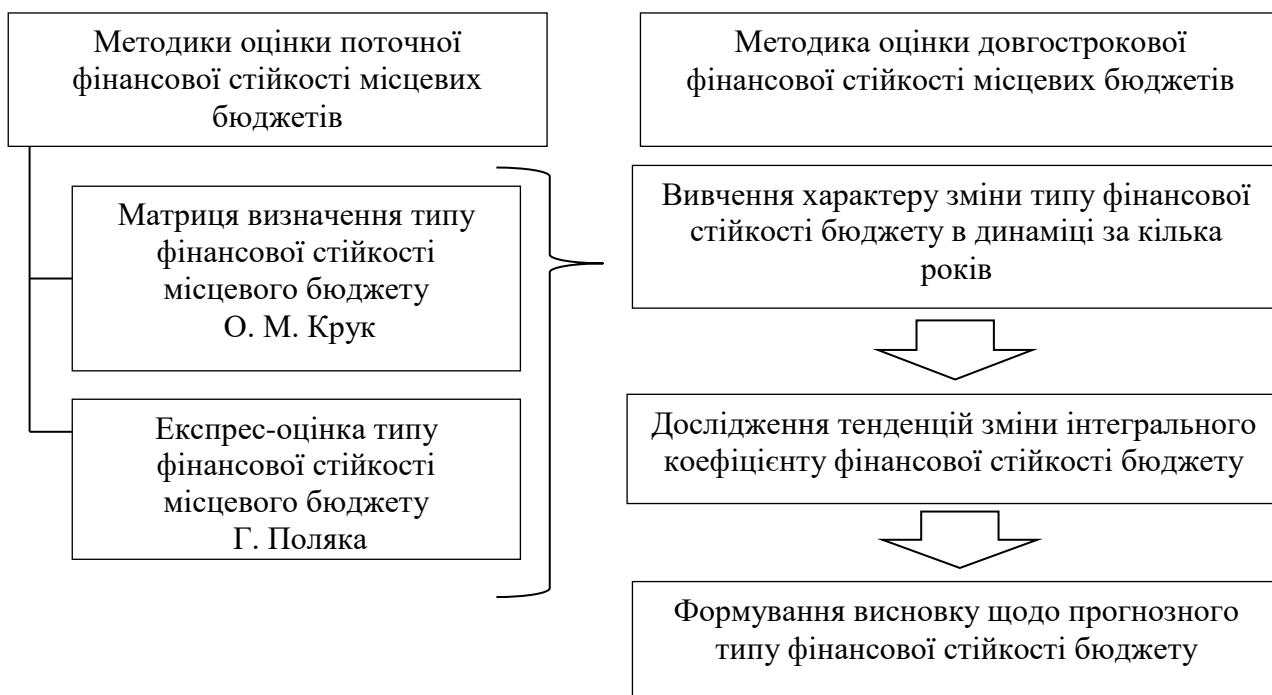 Методики оцінки поточної
фінансової стійкості місцевих
бюджетів
Матриця визначення типу
фінансової стійкості
місцевого бюджету
О. М. Крук
Експрес-оцінка типу
фінансової стійкості
місцевого бюджету
Г. Поляка
Методика оцінки довгострокової
фінансової стійкості місцевих
бюджетів
Вивчення характеру зміни типу фінансової
стійкості бюджету в динаміці за кілька
років
Дослідження тенденцій зміни інтегрального
коефіцієнту фінансової стійкості бюджету
Формування висновку щодо прогнозного
типу фінансової стійкості бюджету